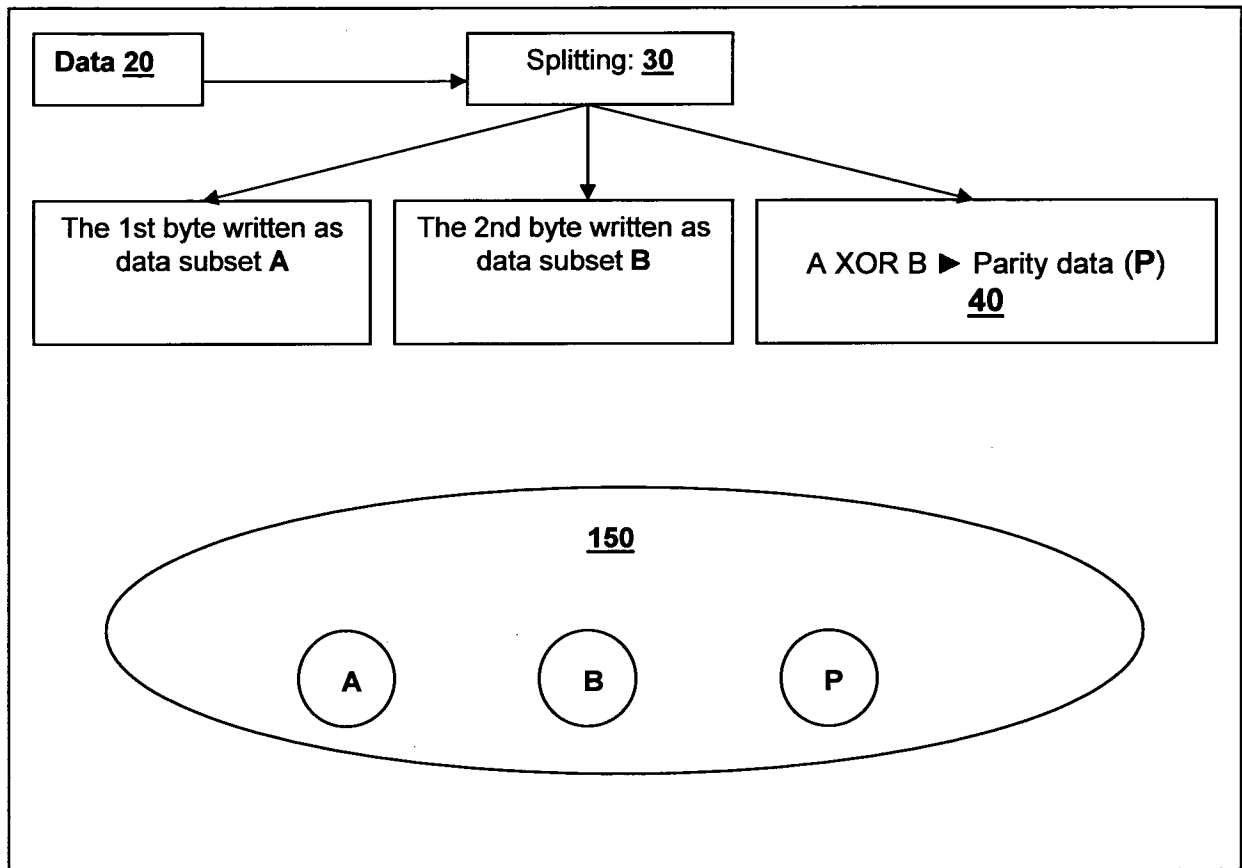 Data 20
Splitting: 30
The 1st byte written as
data subset A
The 2nd byte written as
data subset B
A XOR B ► Parity data (P)
40
150
A
B
P